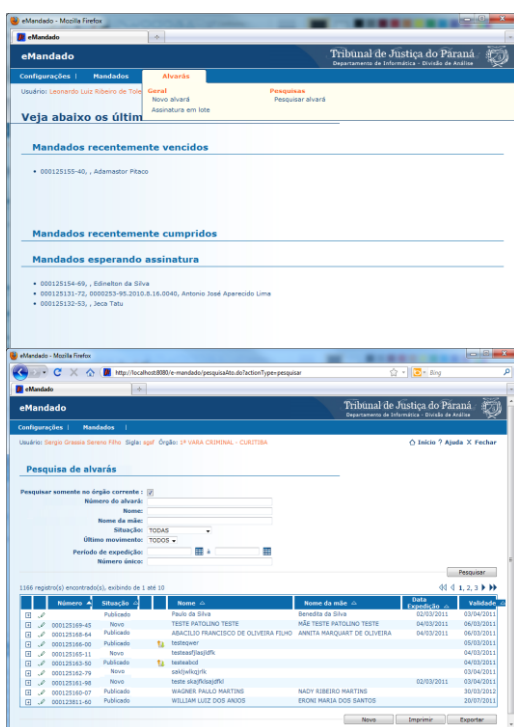 eMandado - Mozilla Firefox
eMandado
eMandado
Tribunal de Justiça do Paraná
Departamento de Informática - Divisão de Análise
Configurações | Mandados Alvarás
Usuário: Leonardo Luiz Ribeiro de Tole
Geral Pesquisas
Novo alvará Pesquisar alvará
Assinatura em lote
Veja abaixo os últim
Mandados recentemente vencidos
• 000125155-40, , Adamastor Pitaco
Mandados recentemente cumpridos
Mandados esperando assinatura
• 000125154-69, , Edinelton da Silva
• 000125131-72, 0000253-95.2010.8.16.0040, Antonio José Aparecido Lima
• 000125132-53, , Jeca Tatu
eMandado - Mozilla Firefox
http://localhost8080/e-mandado/pesquisaAto.do?actionType=pesquisar
Bing
eMandado
eMandado
Tribunal de Justiça do Paraná
Departamento de Informática - Divisão de Análise
Configurações | Mandados |
Usuário: Sergio Grassia Sereno Filho Sigla: sgsf Órgão: 1ª VARA CRIMINAL - CURITIBA Início ? Ajuda X Fechar
Pesquisa de alvarás
Pesquisar somente no órgão corrente :
Número do alvará:
Nome:
Nome da mãe:
Situação: TODAS
Último movimento: TODOS
Período de expedição: a
Número único:
Pesquisar
1166 registro(s) encontrado(s), exibindo de 1 até 10 1, 2, 3
Número Situação Nome Nome da mãe Data Expedição Validade
Publicado Paulo da Silva Benedita da Silva 02/03/2011 03/04/2011
000125169-45 Novo TESTE PATOLINO TESTE MÃE TESTE PATOLINO TESTE 04/03/2011 06/03/2011
000125168-64 Publicado ABACILIO FRANCISCO DE OLIVEIRA FILHO ANNITA MARQUART DE OLIVEIRA 04/03/2011 06/03/2011
000125166-00 Publicado testeqwer 05/03/2011
000125165-11 Novo 04/03/2011
000125163-50 Publicado testeabcd 04/03/2011
000125162-79 Novo 03/04/2011
000125161-98 Novo 02/03/2011 03/04/2011
000125160-07 Publicado WAGNER PAULO MARTINS NADY RIBEIRO MARTINS 30/03/2012
000123811-60 Publicado WILLIAM LUIZ DOS ANJOS ERONI MARIA DOS SANTOS 20/07/2011
Novo Imprimir Exportar